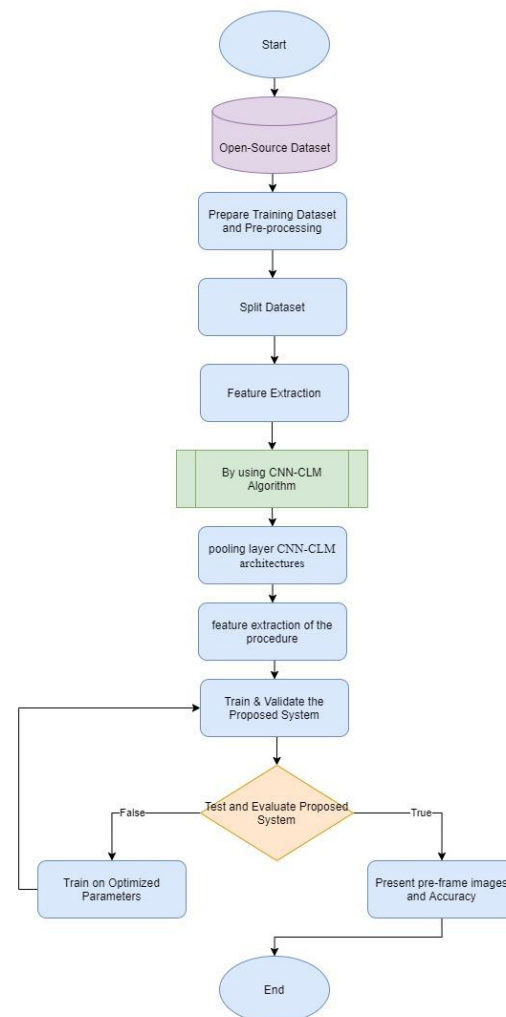 Start
Open-Source Dataset
Prepare Training Dataset
and Pre-processing
Split Dataset
Feature Extraction
By using CNN-CLM
Algorithm
pooling layer CNN-CLM
architectures
feature extraction of the
procedure
Train & Validate the
Proposed System
Test and Evaluate Proposed
System
False
True
Train on Optimized
Parameters
Present pre-frame images
and Accuracy
End